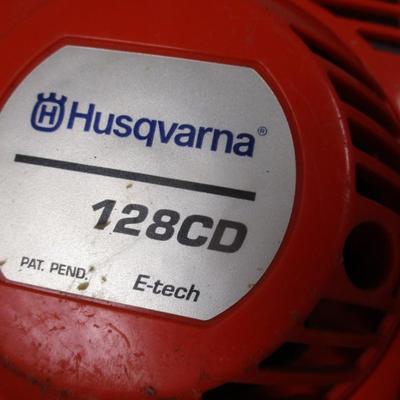 Husqvarna®
128CD
PAT. PEND.
E-tech